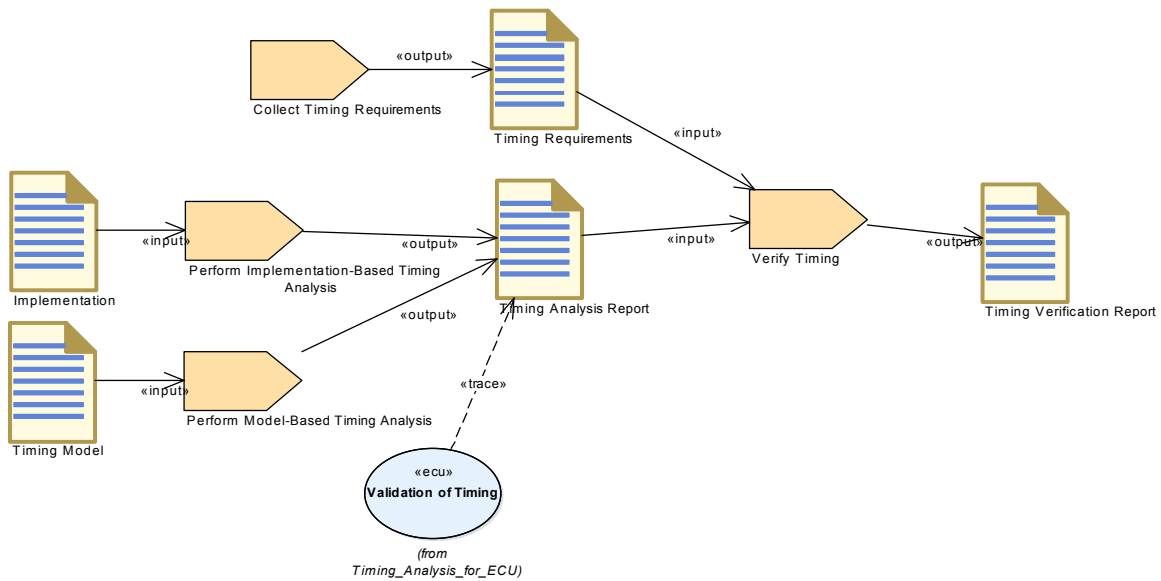 «output»
Collect Timing Requirements
Timing Requirements
«input»
«input»
«output»
«input»
«output»
Perform Implementation-Based Timing
Analysis
Verify Timing
Implementation
Timing Analysis Report
Timing Verification Report
«output»
«trace»
«input»
Perform Model-Based Timing Analysis
Timing Model
«ecu»
Validation of Timing
(from
Timing_Analysis_for_ECU)